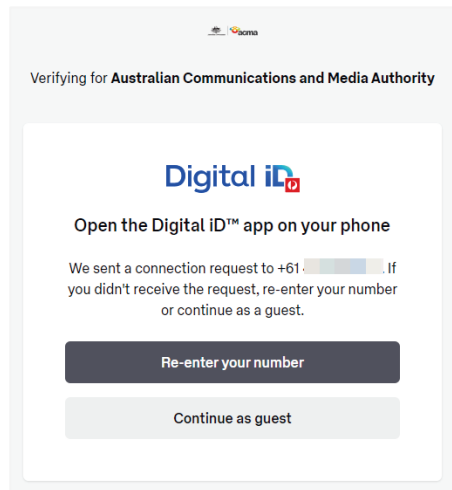 acma
Verifying for Australian Communications and Media Authority
Digital iD
Open the Digital iD™ app on your phone
We sent a connection request to +61 . If
you didn't receive the request, re-enter your number
or continue as a guest.
Re-enter your number
Continue as guest